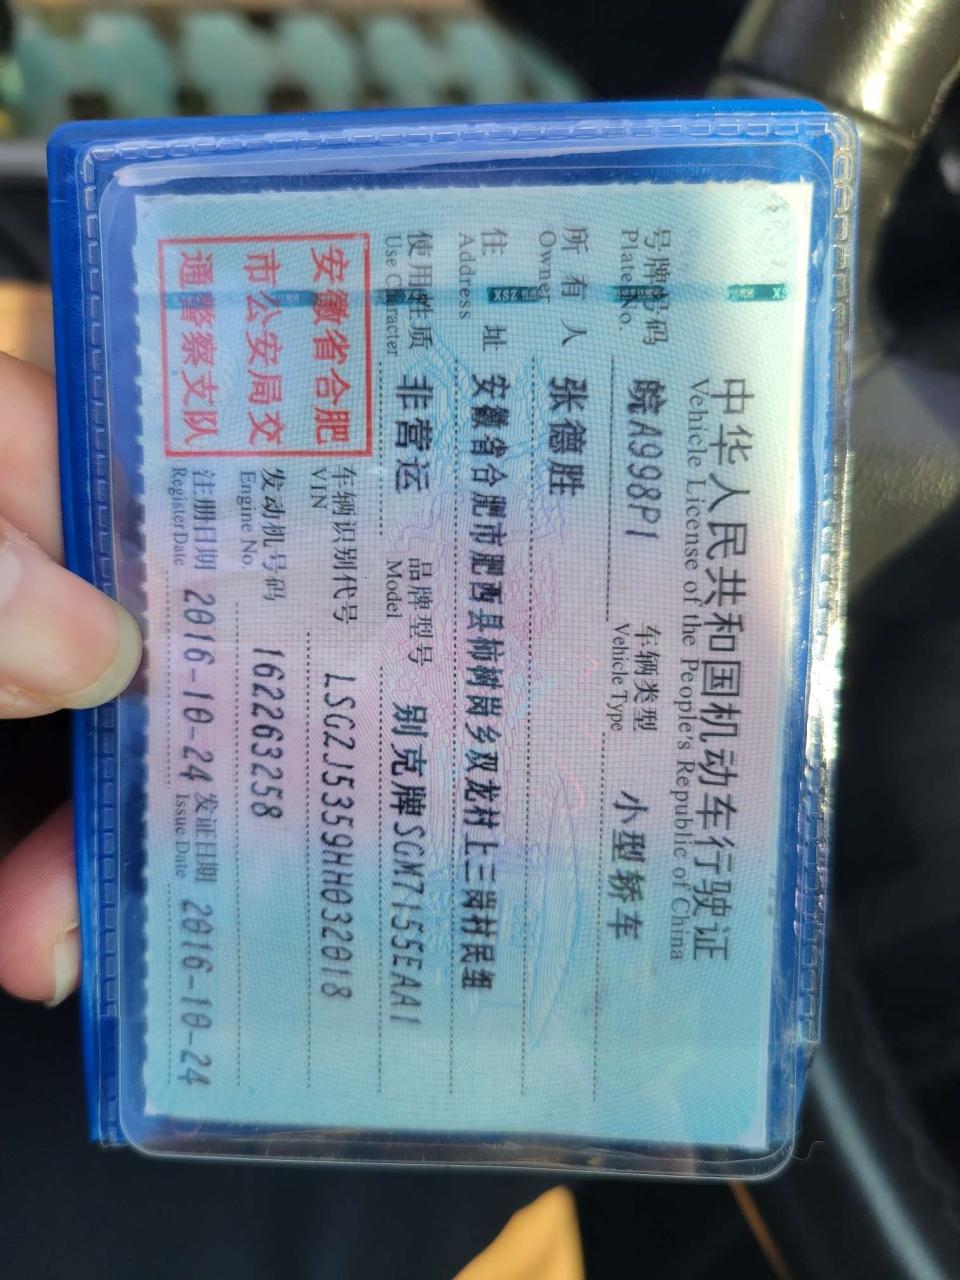 中华人民共和国机动车行驶证
Vehicle License of the People's Republic of China
号牌号码 皖A998P1 车辆类型 小型轿车
Plate No. Vehicle Type
所有人 张德胜
Owner
住址 安徽省合肥市肥西县柿树岗乡双龙村上三岗村民组
Address
使用性质 非营运 品牌型号 别克牌SGM7155EAA1
Use Character Model
安徽省合肥
市公安局交
通警察支队
车辆识别代号 LSGZJ5359HH032018
VIN
发动机号码 162263258
Engine No.
注册日期 2016-10-24 发证日期 2016-10-24
Register Date Issue Date
XSZ